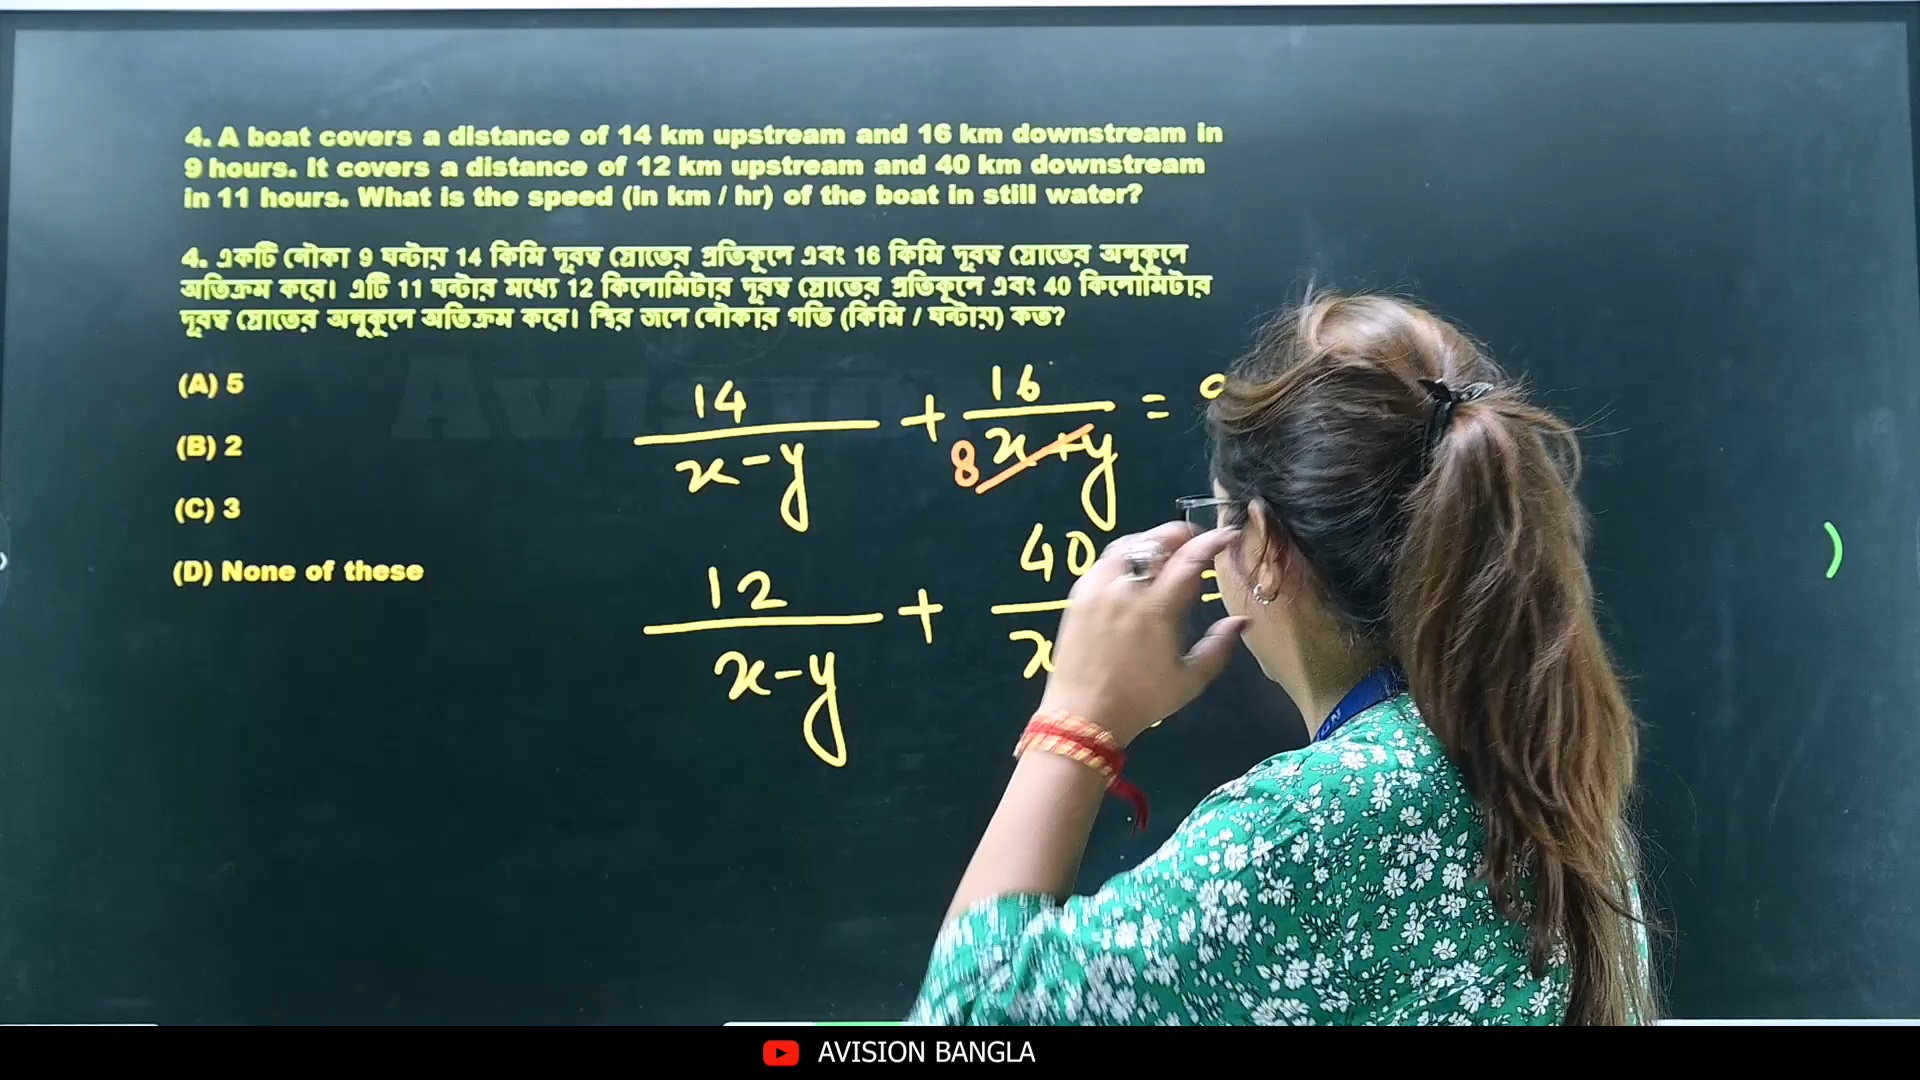 4. A boat covers a distance of 14 km upstream and 16 km downstream in
9 hours. It covers a distance of 12 km upstream and 40 km downstream
in 11 hours. What is the speed (in km / hr) of the boat in still water?
4. একটি নৌকা 9 ঘন্টায় 14 কিমি দূরত্ব স্রোতের প্রতিকূলে এবং 16 কিমি দূরত্ব স্রোতের অনুকূলে
অতিক্রম করে। এটি 11 ঘন্টার মধ্যে 12 কিলোমিটার দূরত্ব স্রোতের প্রতিকূলে এবং 40 কিলোমিটার
দূরত্ব স্রোতের অনুকূলে অতিক্রম করে। স্থির জলে নৌকার গতি (কিমি / ঘন্টায়) কত?
(A) 5
(B) 2
(C) 3
(D) None of these
14 + 16 =
x-y 8 x+y
12 + 40 =
x-y x
AVISION BANGLA